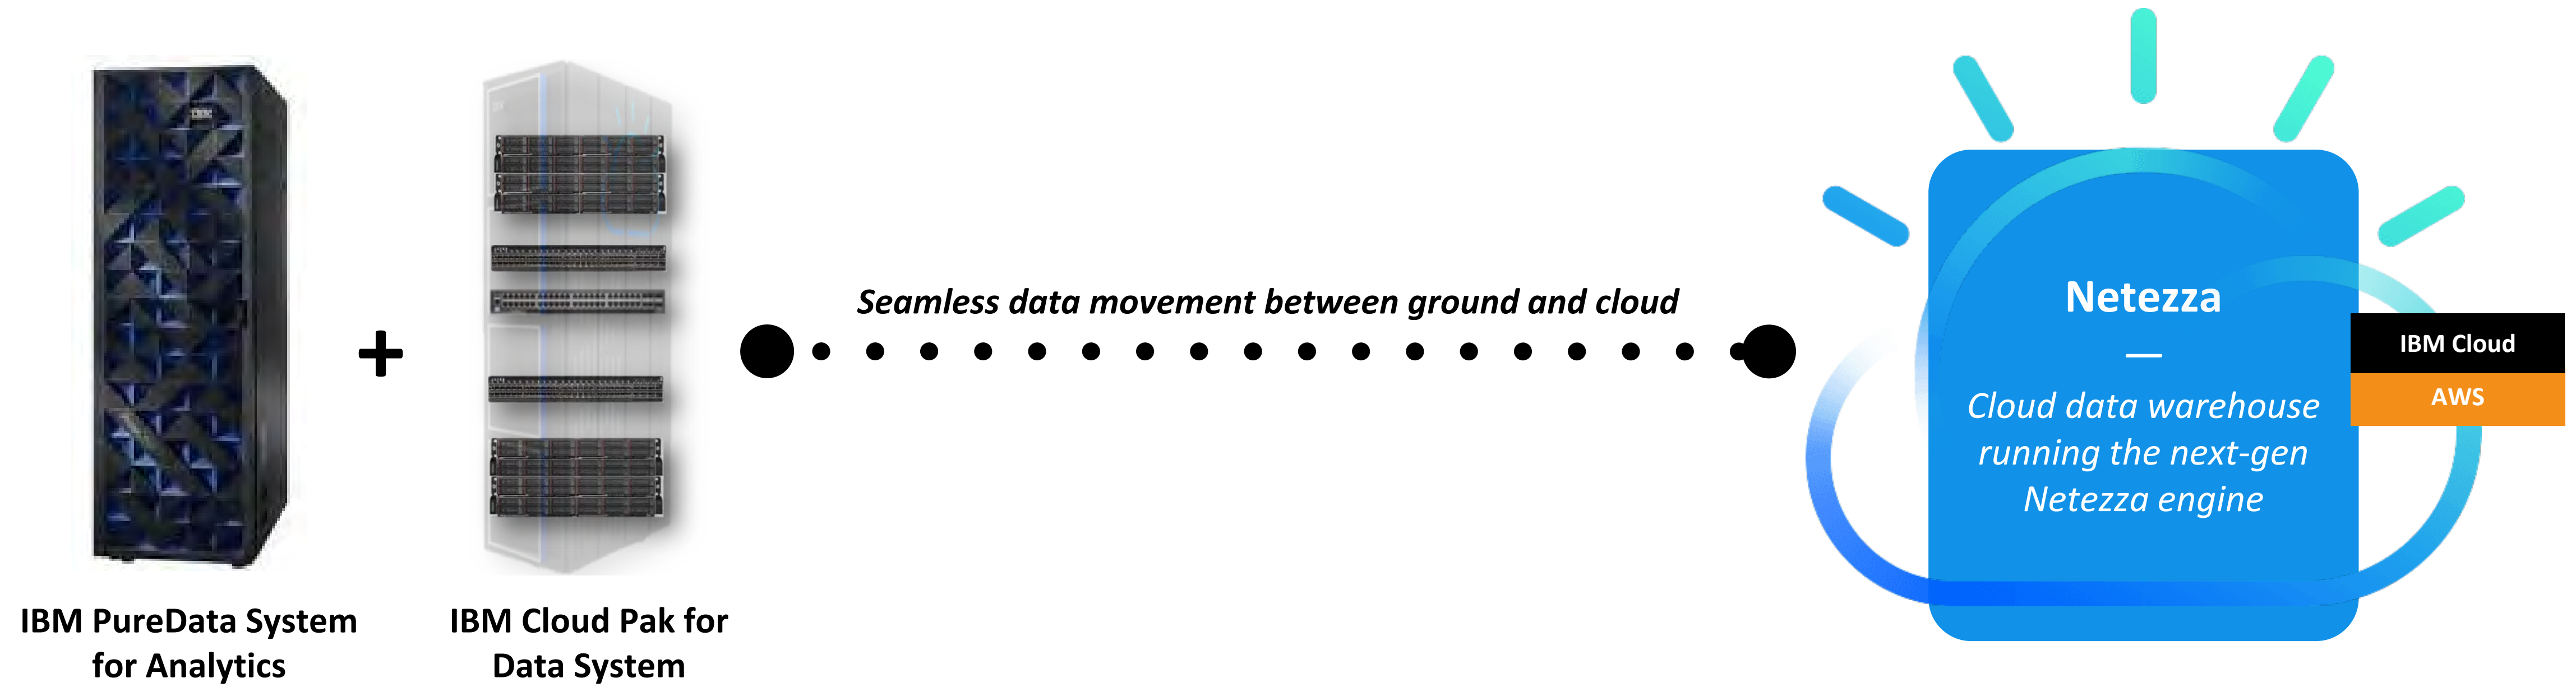 IBM
Seamless data movement between ground and cloud
Netezza
Cloud data warehouse
running the next-gen
Netezza engine
IBM Cloud
AWS
IBM PureData System
for Analytics
IBM Cloud Pak for
Data System